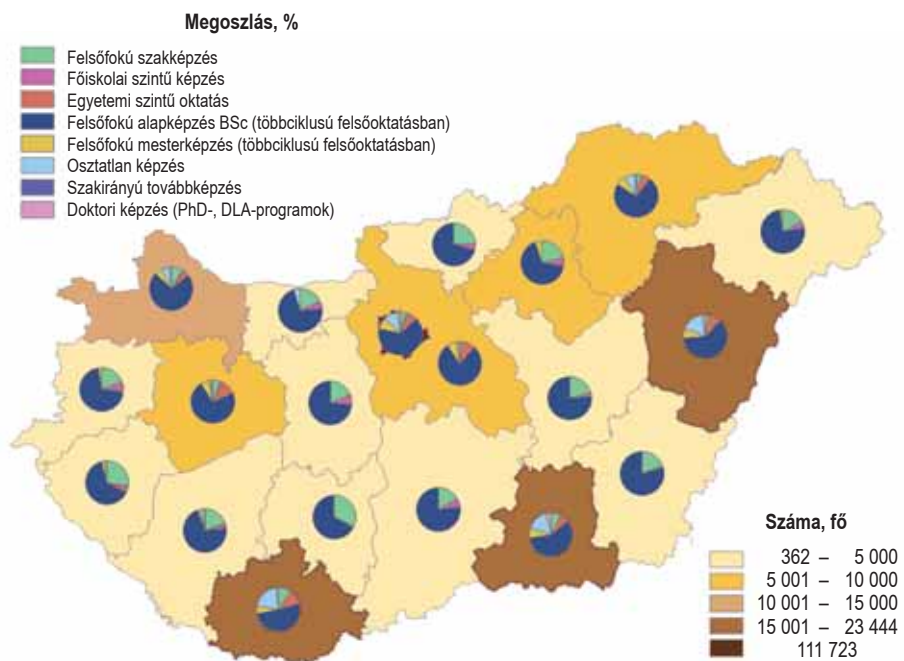 Megoszlás, %
Felsőfokú szakképzés
Főiskolai szintű képzés
Egyetemi szintű oktatás
Felsőfokú alapképzés BSc (többciklusú felsőoktatásban)
Felsőfokú mesterképzés (többciklusú felsőoktatásban)
Osztatlan képzés
Szakirányú továbbképzés
Doktori képzés (PhD-, DLA-programok)
Száma, fő
362 – 5 000
5 001 – 10 000
10 001 – 15 000
15 001 – 23 444
111 723